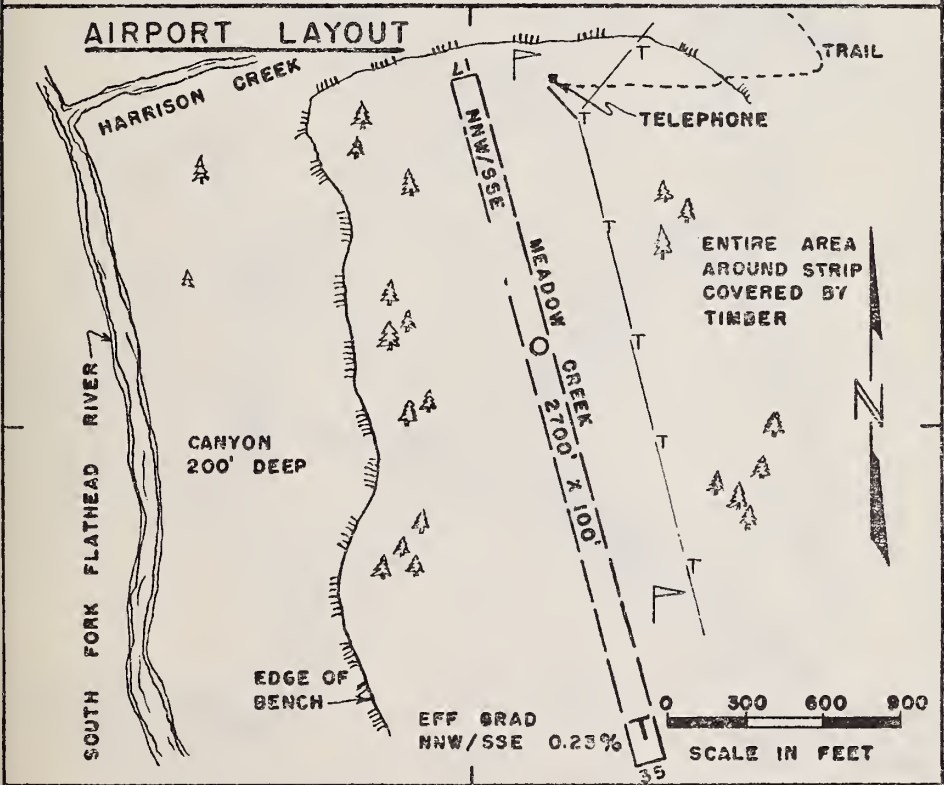 AIRPORT LAYOUT
HARRISON CREEK
17
TRAIL
TELEPHONE
NNW/SSE
MEADOW CREEK 2700' X 100'
ENTIRE AREA
AROUND STRIP
COVERED BY
TIMBER
N
SOUTH FORK FLATHEAD RIVER
CANYON
200' DEEP
T
T
T
T
T
T
EDGE OF
BENCH
EFF GRAD
NNW/SSE 0.23%
T
35
0 300 600 900
SCALE IN FEET